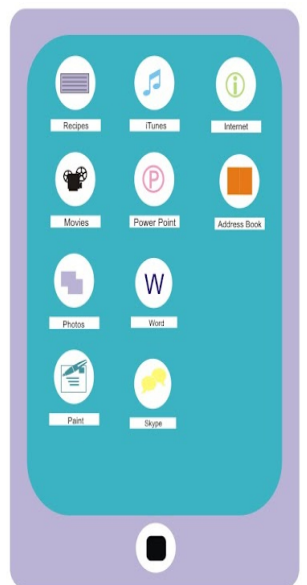 Recipes
iTunes
Internet
Movies
P
Power Point
Address Book
Photos
W
Word
Paint
Skype